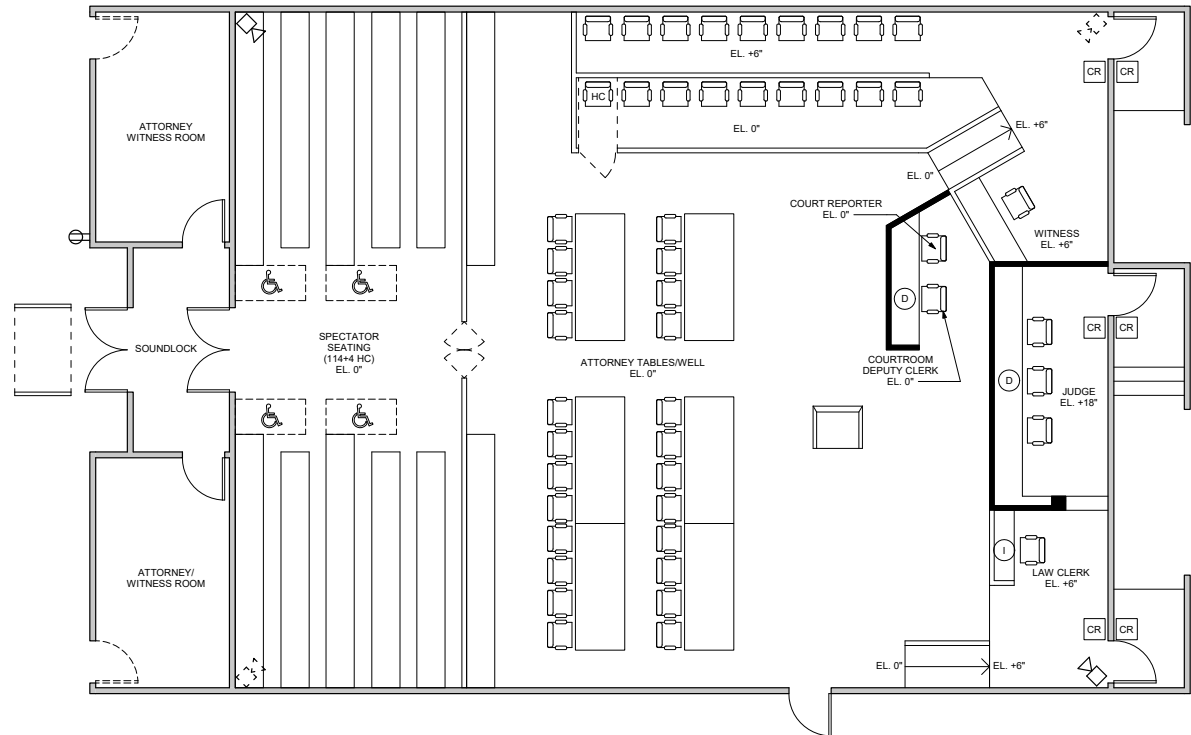 EL. +6"
CR
CR
HC
ATTORNEY
WITNESS ROOM
EL. 0"
EL. +6"
EL. 0"
COURT REPORTER
EL. 0"
WITNESS
EL. +6"
D
SPECTATOR
SEATING
(114+4 HC)
EL. 0"
CR
CR
SOUNDLOCK
ATTORNEY TABLES/WELL
EL. 0"
COURTROOM
DEPUTY CLERK
EL. 0"
D
JUDGE
EL. +18"
I
ATTORNEY/
WITNESS ROOM
LAW CLERK
EL. +6"
CR
CR
EL. 0"
EL. +6"